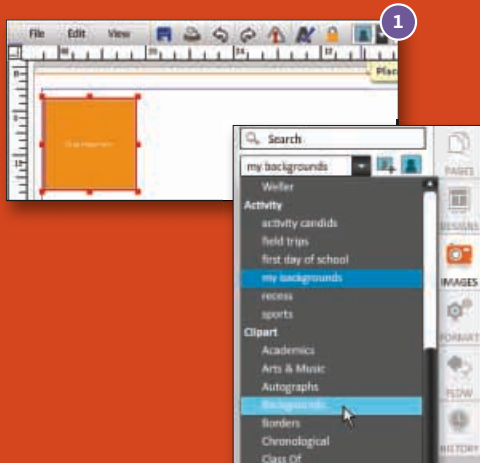 1
File Edit View
Plac
Search
my backgrounds
Weller
Activity
activity candids
field trips
first day of school
my backgrounds
recess
sports
Clipart
Academics
Arts & Music
Autographs
Backgrounds
Borders
Chronological
Class Of
PAGES
DESIGNS
IMAGES
FORMAT
FLOW
HISTORY